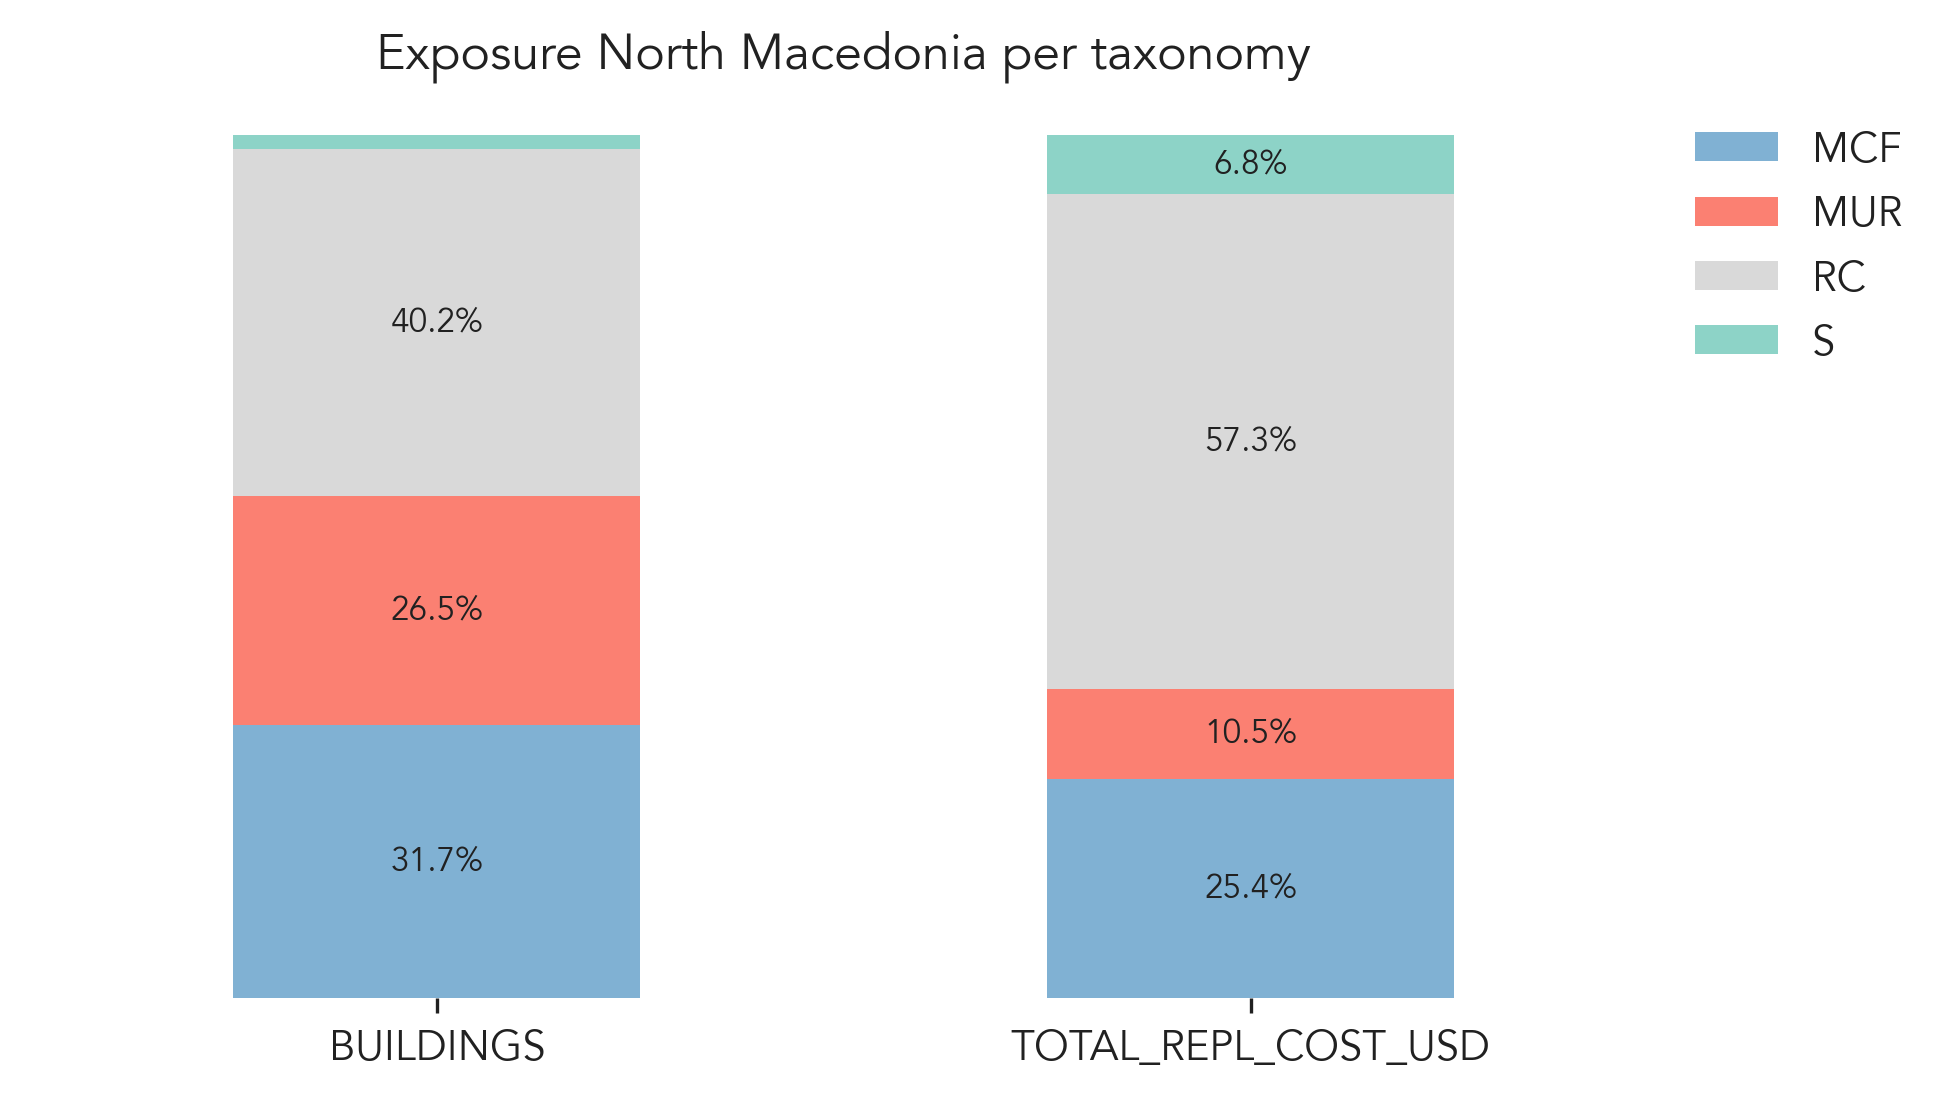 Exposure North Macedonia per taxonomy
MCF
MUR
RC
S
40.2%
26.5%
31.7%
6.8%
57.3%
10.5%
25.4%
BUILDINGS
TOTAL_REPL_COST_USD